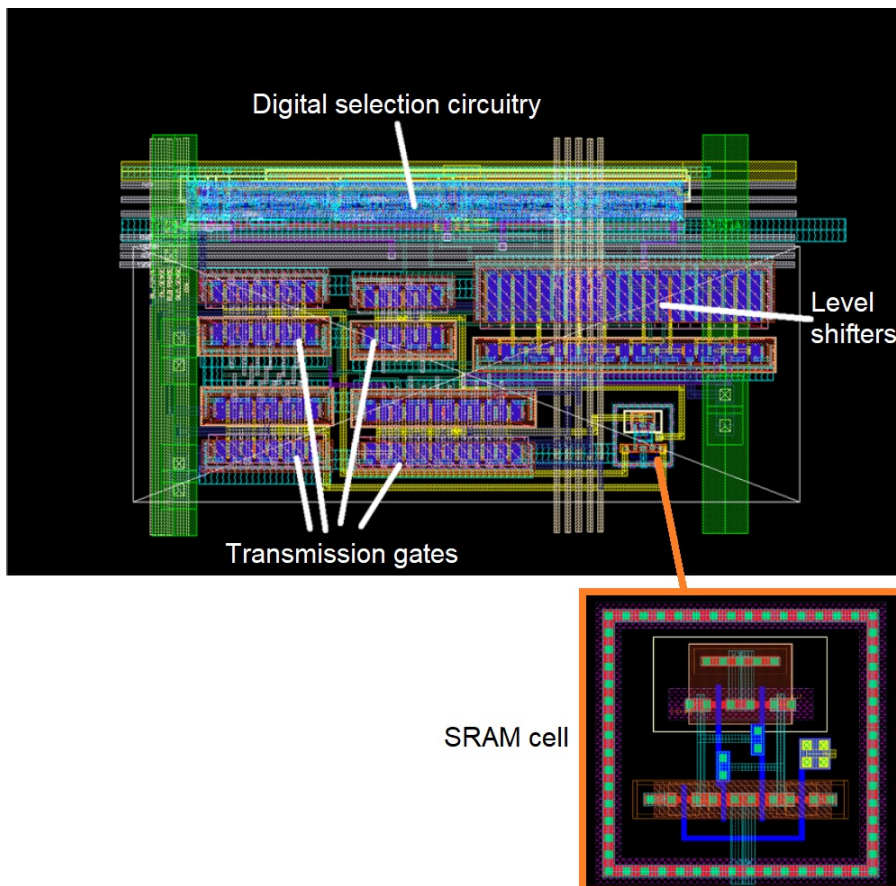 Digital selection circuitry
Level
shifters
Transmission gates
SRAM cell